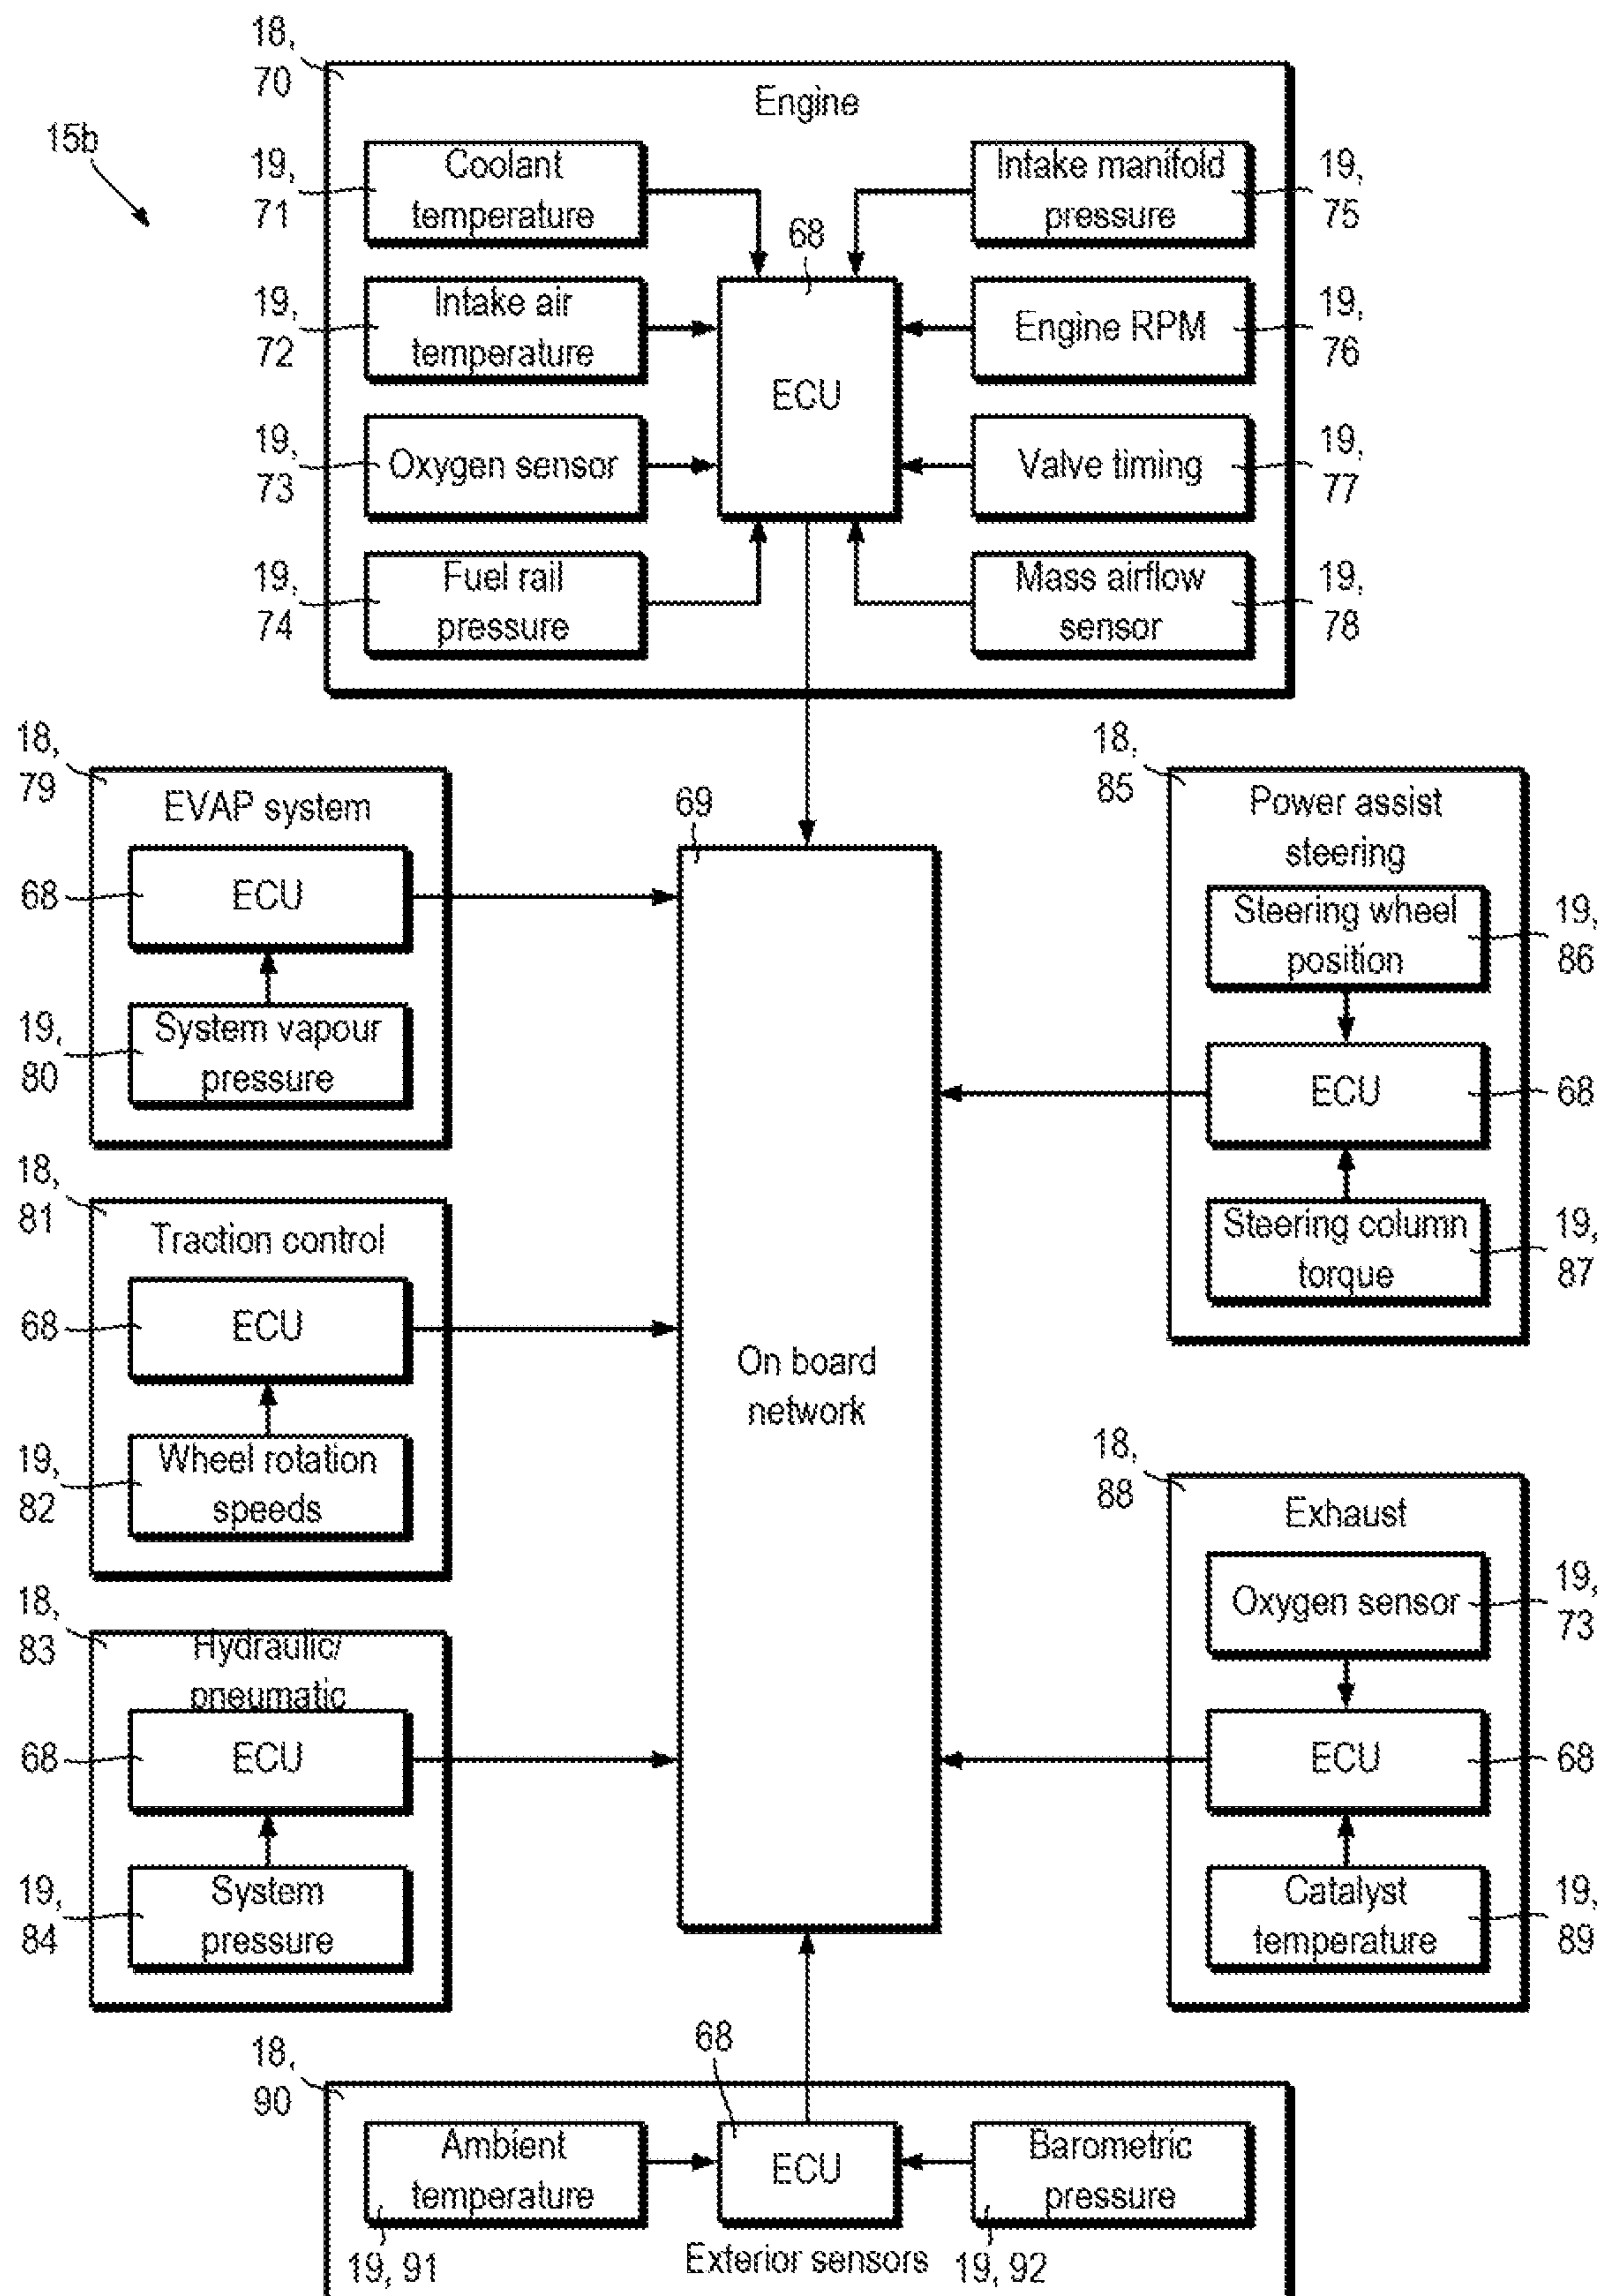 18,
70
Engine
15b
19,
71
Coolant
temperature
Intake manifold
pressure
19,
75
68
19,
72
Intake air
temperature
ECU
Engine RPM
19,
76
19,
73
Oxygen sensor
Valve timing
19,
77
19,
74
Fuel rail
pressure
Mass airflow
sensor
19,
78
18,
79
EVAP system
68
ECU
19,
80
System vapour
pressure
18,
81
Traction control
68
ECU
19,
82
Wheel rotation
speeds
18,
83
Hydraulic/
pneumatic
68
ECU
19,
84
System
pressure
69
On board
network
18,
85
Power assist
steering
Steering wheel
position
19,
86
ECU
68
Steering column
torque
19,
87
18,
88
Exhaust
Oxygen sensor
19,
73
ECU
68
Catalyst
temperature
19,
89
18,
90
68
Ambient
temperature
ECU
Barometric
pressure
19, 91
Exterior sensors
19, 92